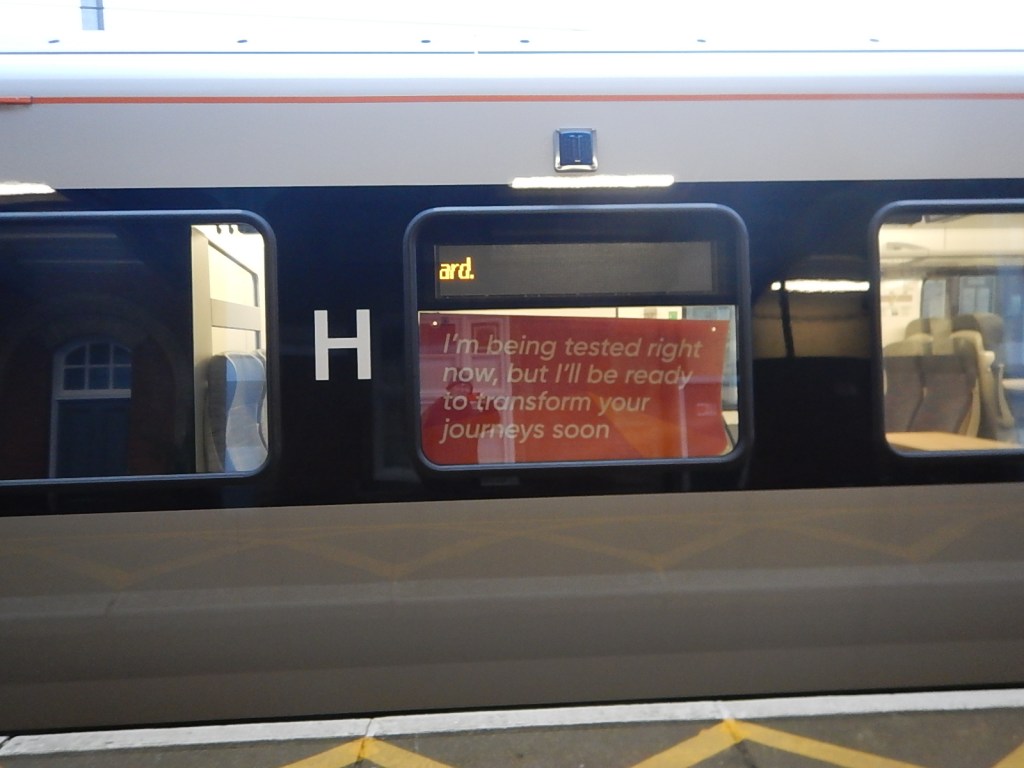 ard.
H
I'm being tested right
now, but I'll be ready
to transform your
journeys soon